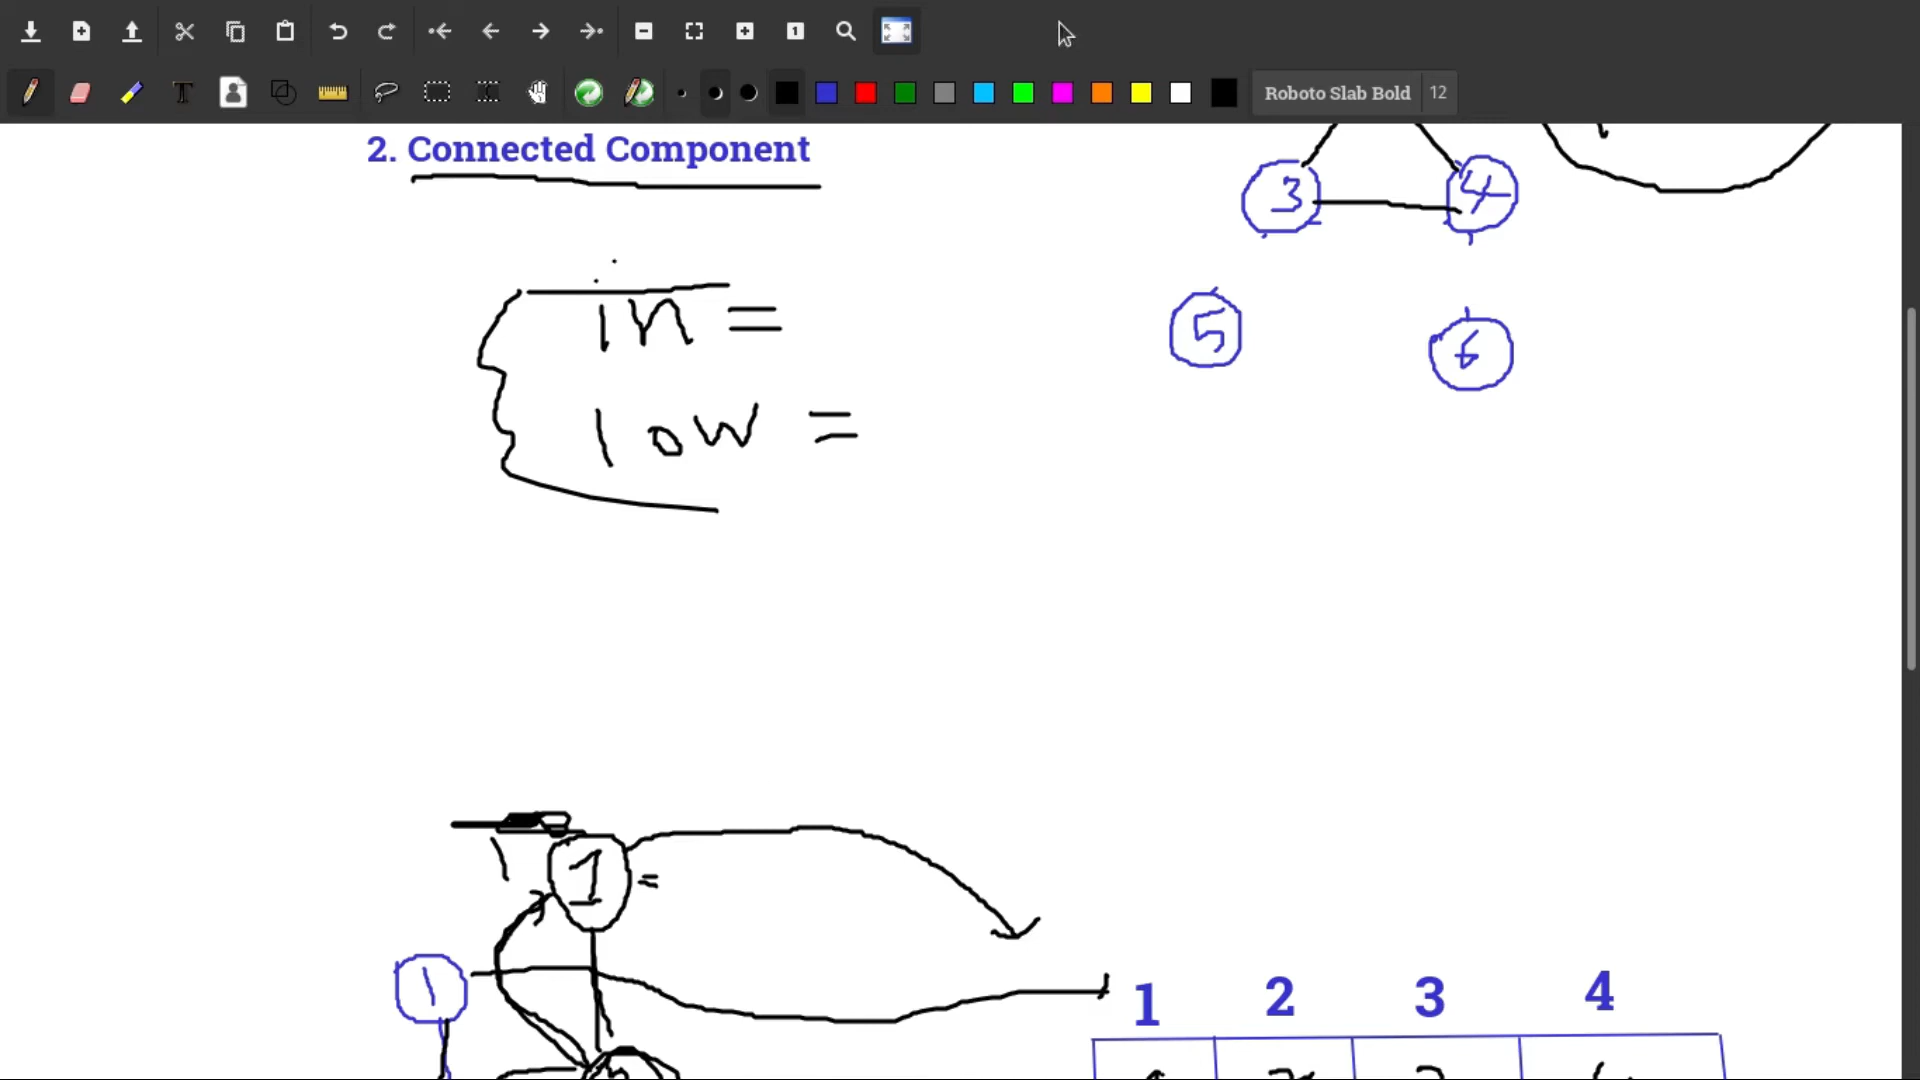 Roboto Slab Bold 12
2. Connected Component
3 4
in =
5 6
low =
1 =
1
1 2 3 4